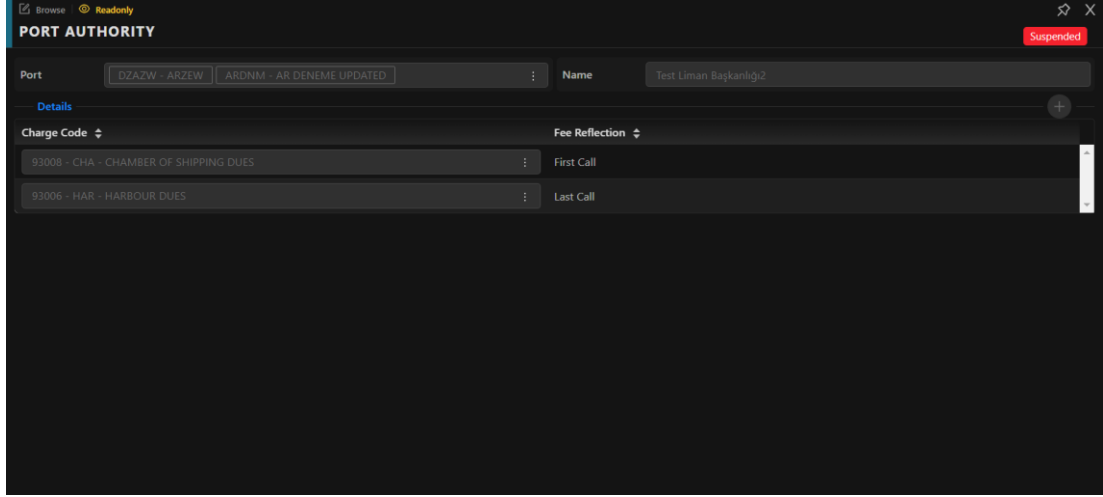 Browse Readonly
PORT AUTHORITY
Suspended
Port DZAZW - ARZEW ARDNM - AR DENEME UPDATED Name Test Liman Başkanlığı2
Details
Charge Code Fee Reflection
93008 - CHA - CHAMBER OF SHIPPING DUES First Call
93006 - HAR - HARBOUR DUES Last Call